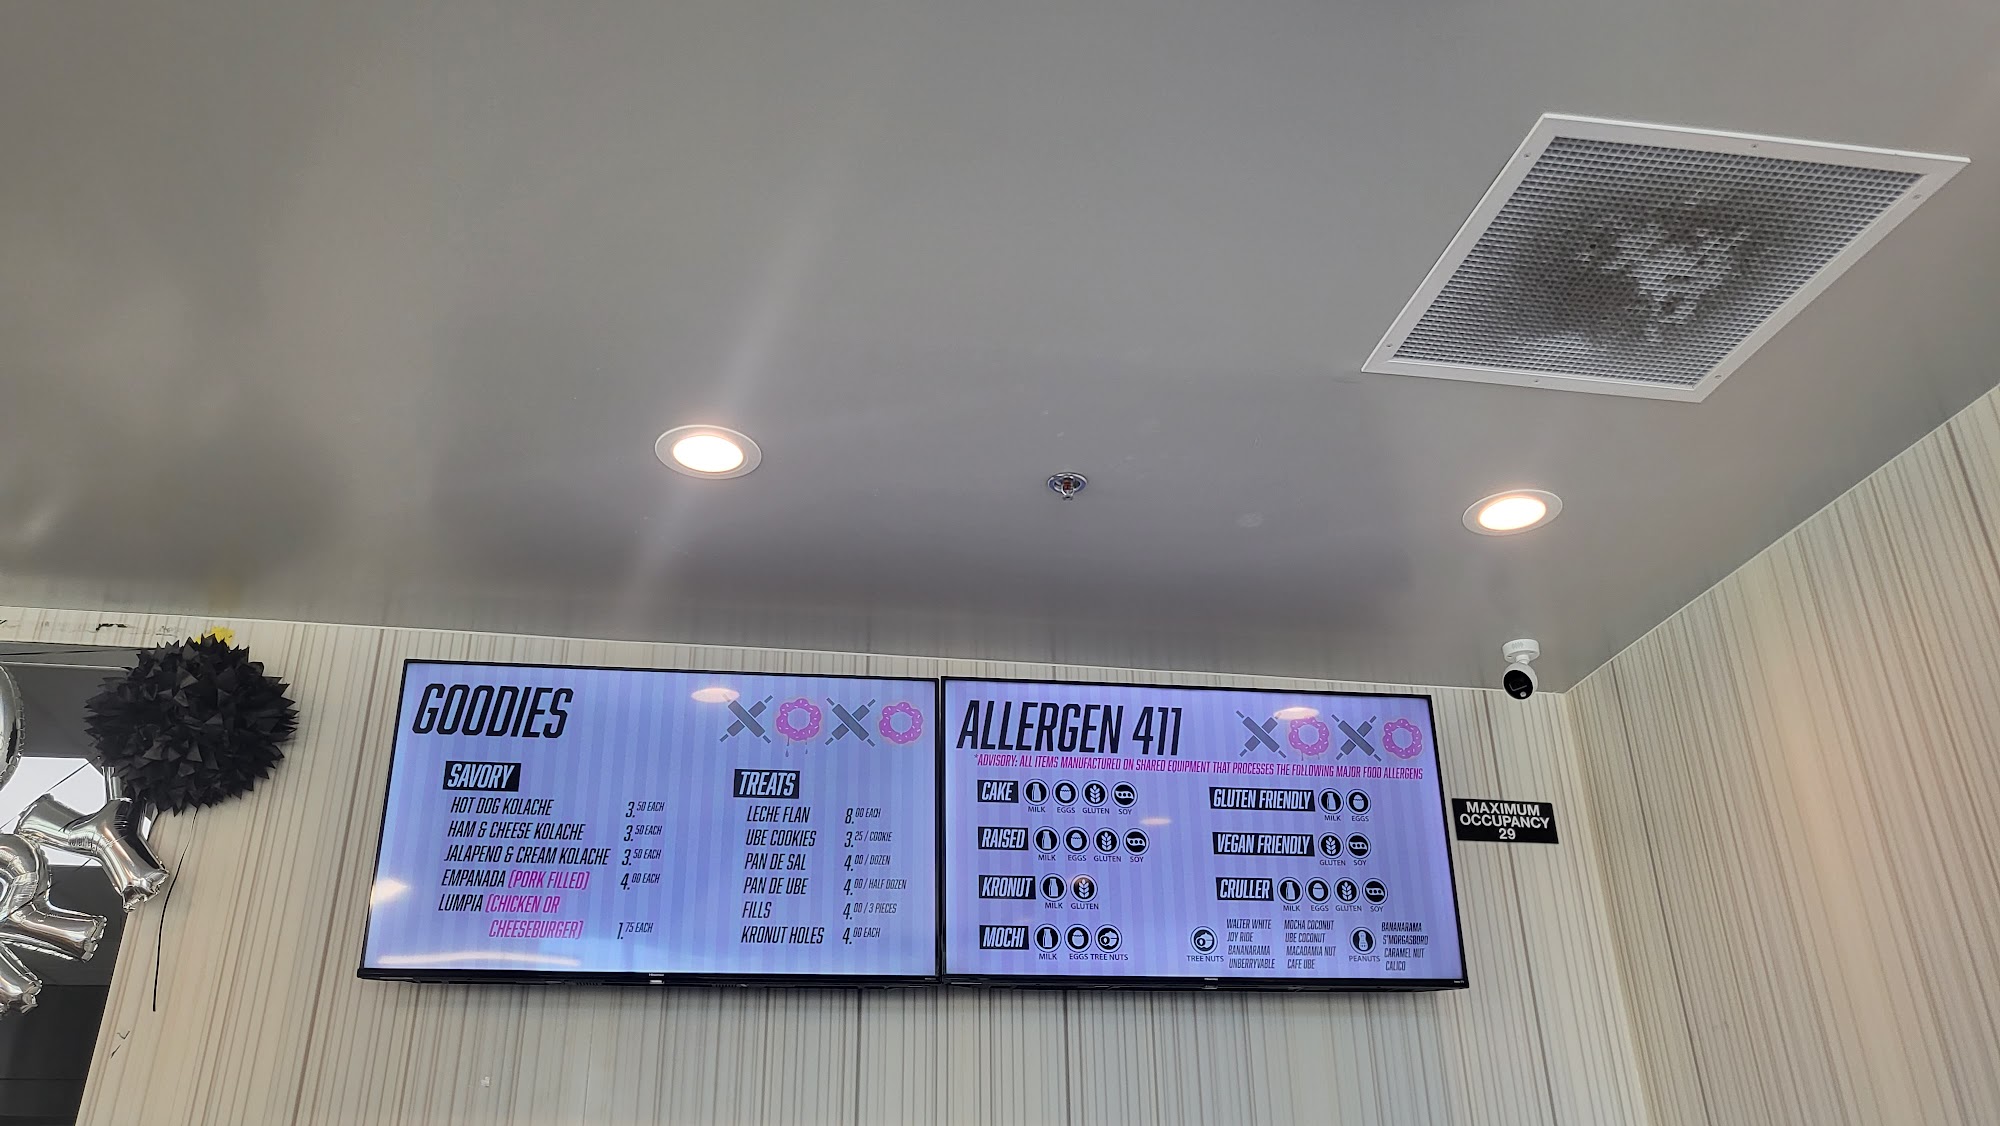 GOODIES
XOXO
SAVORY
HOT DOG KOLACHE 3.50 EACH
HAM & CHEESE KOLACHE 3.50 EACH
JALAPENO & CREAM KOLACHE 3.50 EACH
EMPANADA (PORK FILLED) 4.00 EACH
LUMPIA (CHICKEN OR
CHEESEBURGER) 1.75 EACH
TREATS
LECHE FLAN 8.00 EACH
UBE COOKIES 3.25 / COOKIE
PAN DE SAL 4.00 / DOZEN
PAN DE UBE 4.00 / HALF DOZEN
FILLS 4.00 / 3 PIECES
KRONUT HOLES 4.00 EACH
ALLERGEN 411
XOXO
*ADVISORY: ALL ITEMS MANUFACTURED ON SHARED EQUIPMENT THAT PROCESSES THE FOLLOWING MAJOR FOOD ALLERGENS
CAKE
MILK EGGS GLUTEN SOY
RAISED
MILK EGGS GLUTEN SOY
KRONUT
MILK GLUTEN
MOCHI
MILK EGGS TREE NUTS
GLUTEN FRIENDLY
MILK EGGS
VEGAN FRIENDLY
GLUTEN SOY
CRULLER
MILK EGGS GLUTEN SOY
TREE NUTS
WALTER WHITE
JOY RIDE
BANANARAMA
UNBERRYVABLE
MOCHA COCONUT
UBE COCONUT
MACADAMIA NUT
CAFE UBE
PEANUTS
BANANARAMA
S'MORGASBORD
CARAMEL NUT
CALICO
MAXIMUM
OCCUPANCY
29